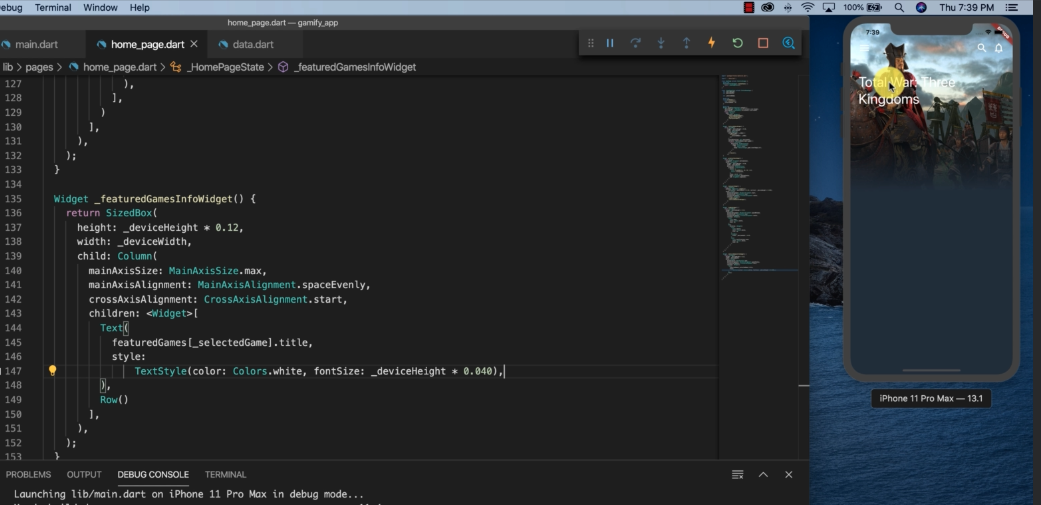 ebug Terminal Window Help 100% Thu 7:39 PM
home_page.dart — gamify_app
main.dart home_page.dart × data.dart
lib > pages > home_page.dart > _HomePageState > _featuredGamesInfoWidget
127 ),
128 ],
129 )
130 ],
131 ),
132 );
133 }
134
135 Widget _featuredGamesInfoWidget() {
136 return SizedBox(
137 height: _deviceHeight * 0.12,
138 width: _deviceWidth,
139 child: Column(
140 mainAxisSize: MainAxisSize.max,
141 mainAxisAlignment: MainAxisAlignment.spaceEvenly,
142 crossAxisAlignment: CrossAxisAlignment.start,
143 children: <Widget>[
144 Text(
145 featuredGames[_selectedGame].title,
146 style:
147 TextStyle(color: Colors.white, fontSize: _deviceHeight * 0.040),
148 ),
149 Row()
150 ],
151 ),
152 );
153 }
PROBLEMS OUTPUT DEBUG CONSOLE TERMINAL
Launching lib/main.dart on iPhone 11 Pro Max in debug mode...
7:39
Total War: Three
Kingdoms
iPhone 11 Pro Max — 13.1